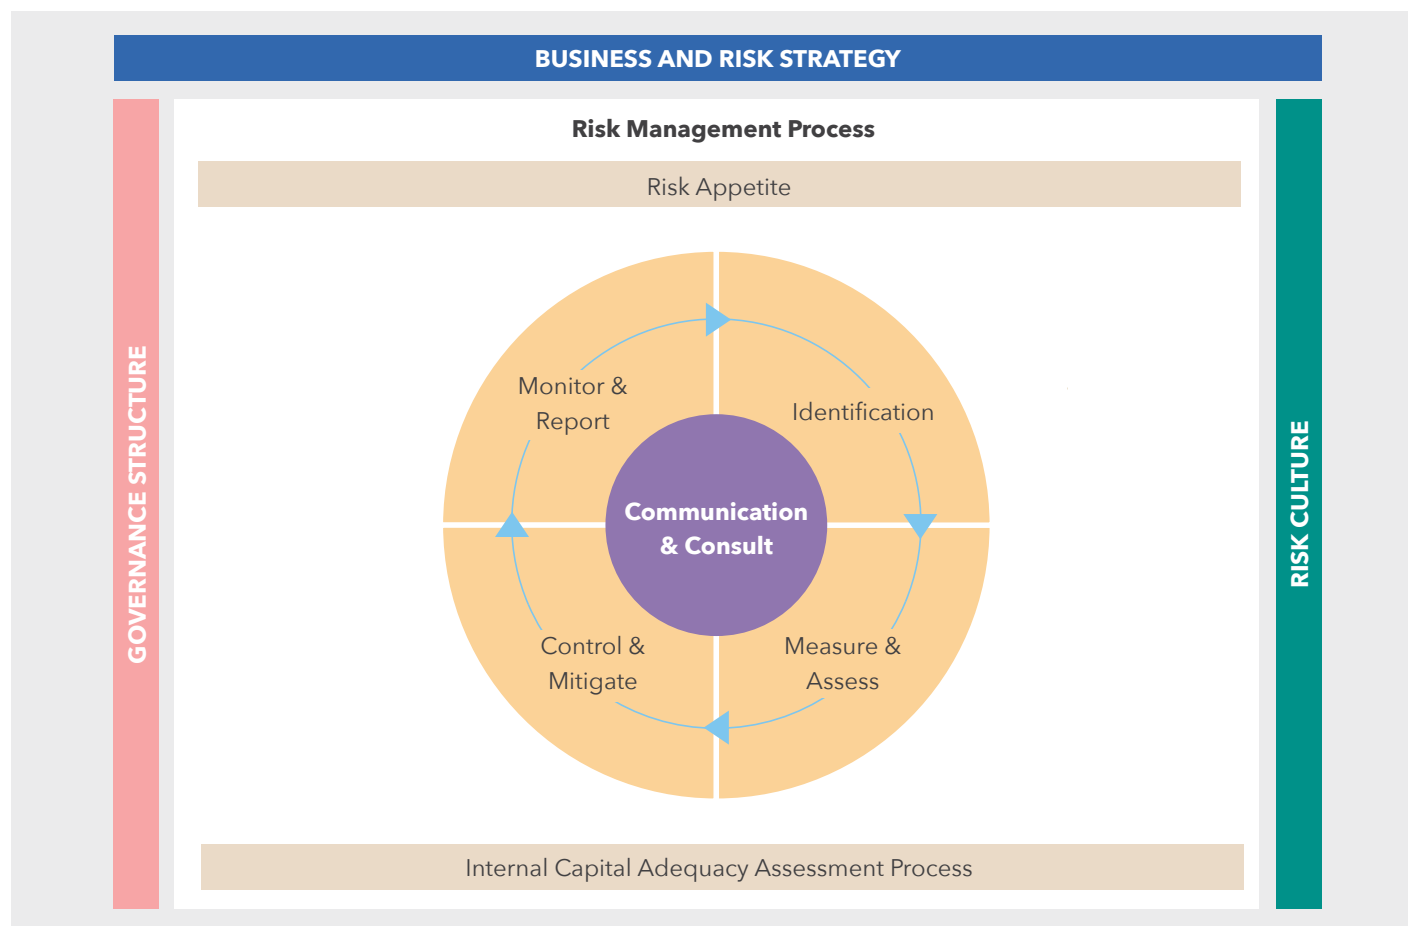 BUSINESS AND RISK STRATEGY
GOVERNANCE STRUCTURE
Risk Management Process
Risk Appetite
Monitor &
Report
Identification
Communication
& Consult
Control &
Mitigate
Measure &
Assess
Internal Capital Adequacy Assessment Process
RISK CULTURE